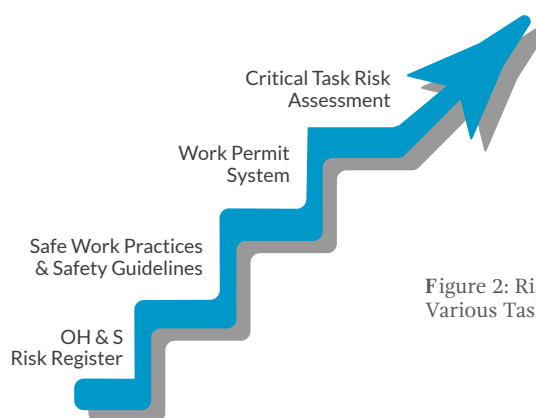 Critical Task Risk
Assessment
Work Permit
System
Safe Work Practices
& Safety Guidelines
OH & S
Risk Register
Figure 2:
Various